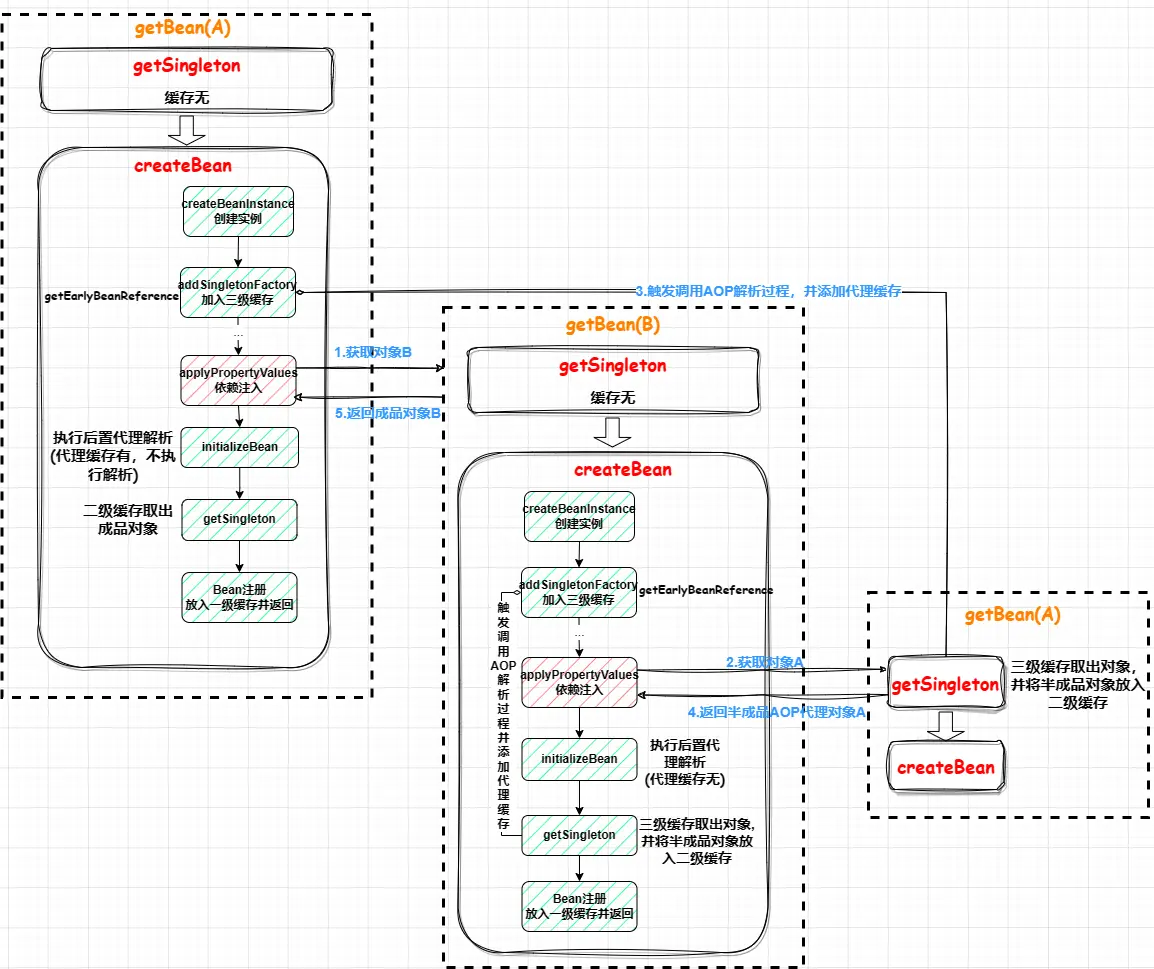 getBean(A)
getSingleton
缓存无
createBean
createBeanInstance
创建实例
getEarlyBeanReference
addSingletonFactory
加入三级缓存
...
applyPropertyValues
依赖注入
执行后置代理解析
(代理缓存有，不执
行解析)
initializeBean
二级缓存取出
成品对象
getSingleton
Bean注册
放入一级缓存并返回
1.获取对象B
5.返回成品对象B
3.触发调用AOP解析过程，并添加代理缓存
getBean(B)
getSingleton
缓存无
createBean
createBeanInstance
创建实例
addSingletonFactory
加入三级缓存
getEarlyBeanReference
...
触
发
调
用
AOP
解
析
过
程
并
添
加
代
理
缓
存
applyPropertyValues
依赖注入
initializeBean
执行后置代
理解析
(代理缓存无)
getSingleton
三级缓存取出对象，
并将半成品对象放
入二级缓存
Bean注册
放入一级缓存并返回
2.获取对象A
4.返回半成品AOP代理对象A
getBean(A)
getSingleton
三级缓存取出对象，
并将半成品对象放入
二级缓存
createBean